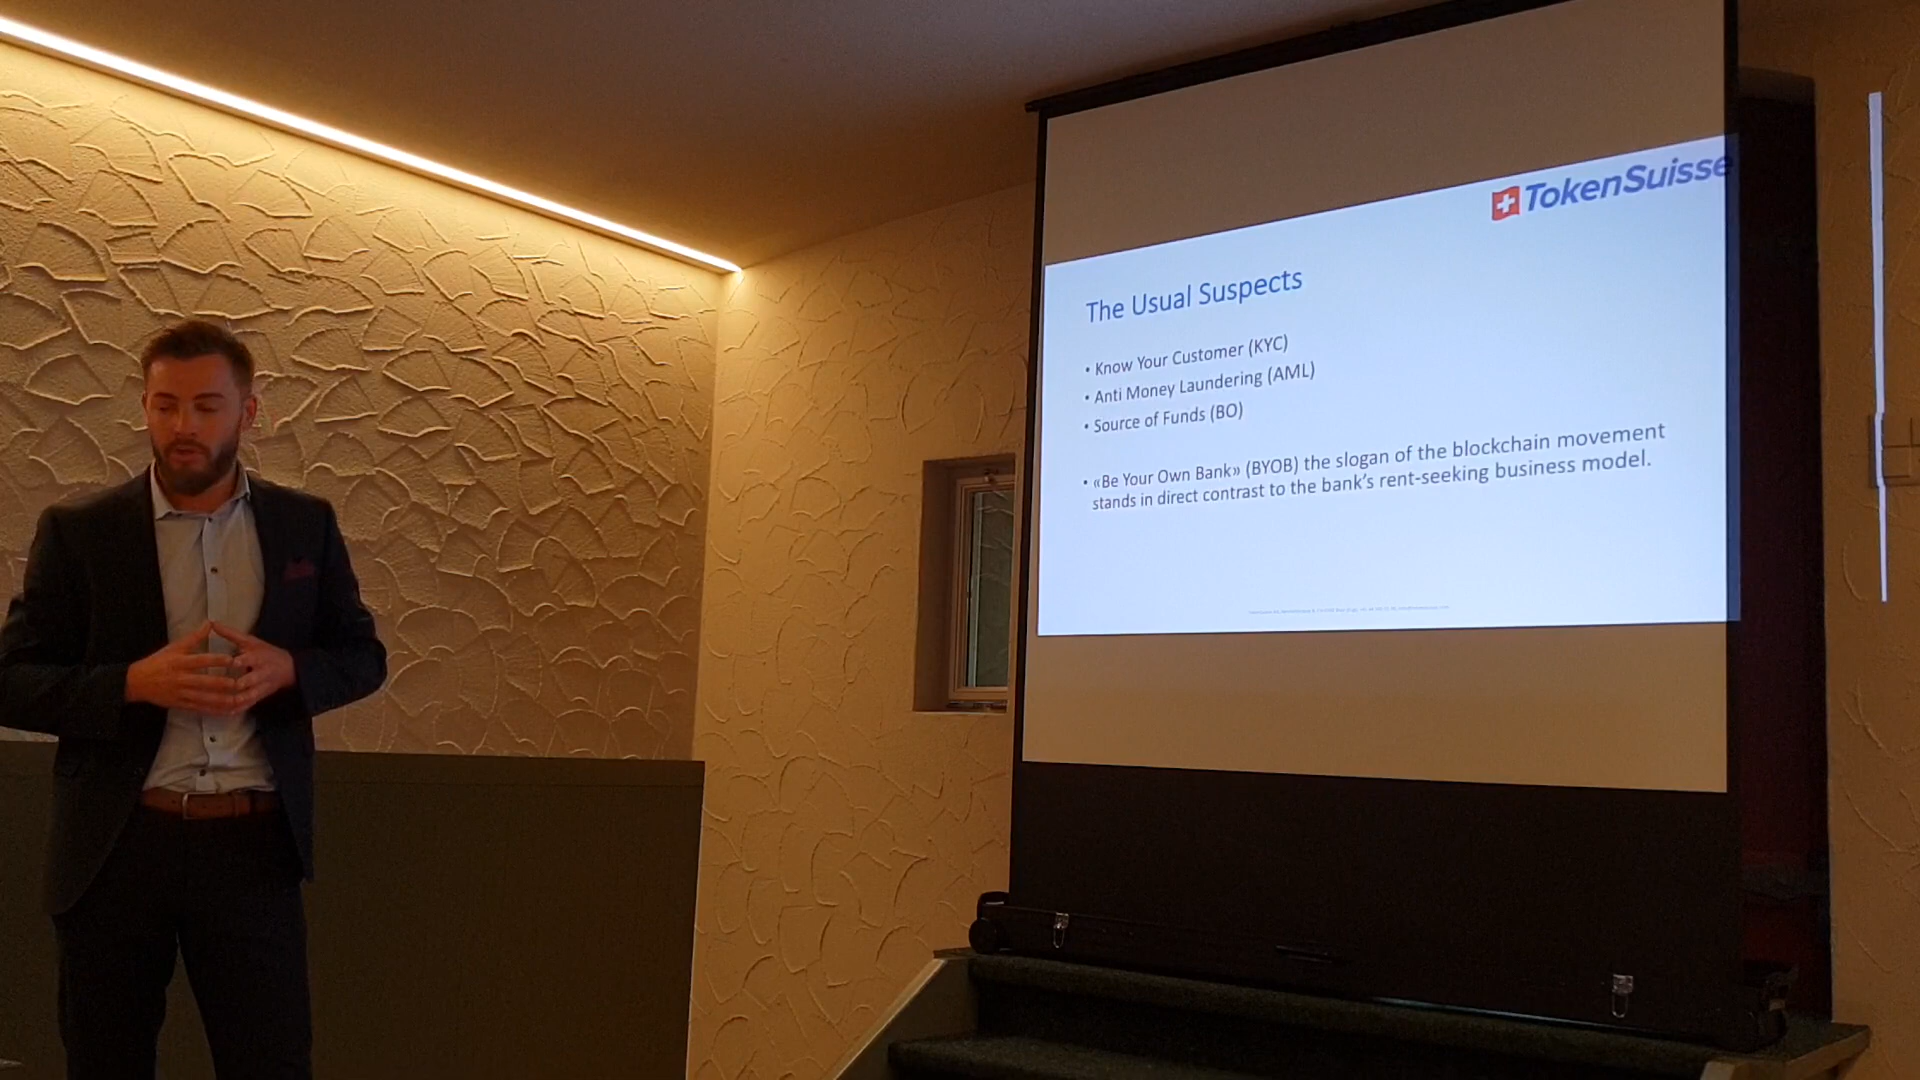 TokenSuisse
The Usual Suspects
• Know Your Customer (KYC)
• Anti Money Laundering (AML)
• Source of Funds (BO)
• «Be Your Own Bank» (BYOB) the slogan of the blockchain movement
stands in direct contrast to the bank's rent-seeking business model.